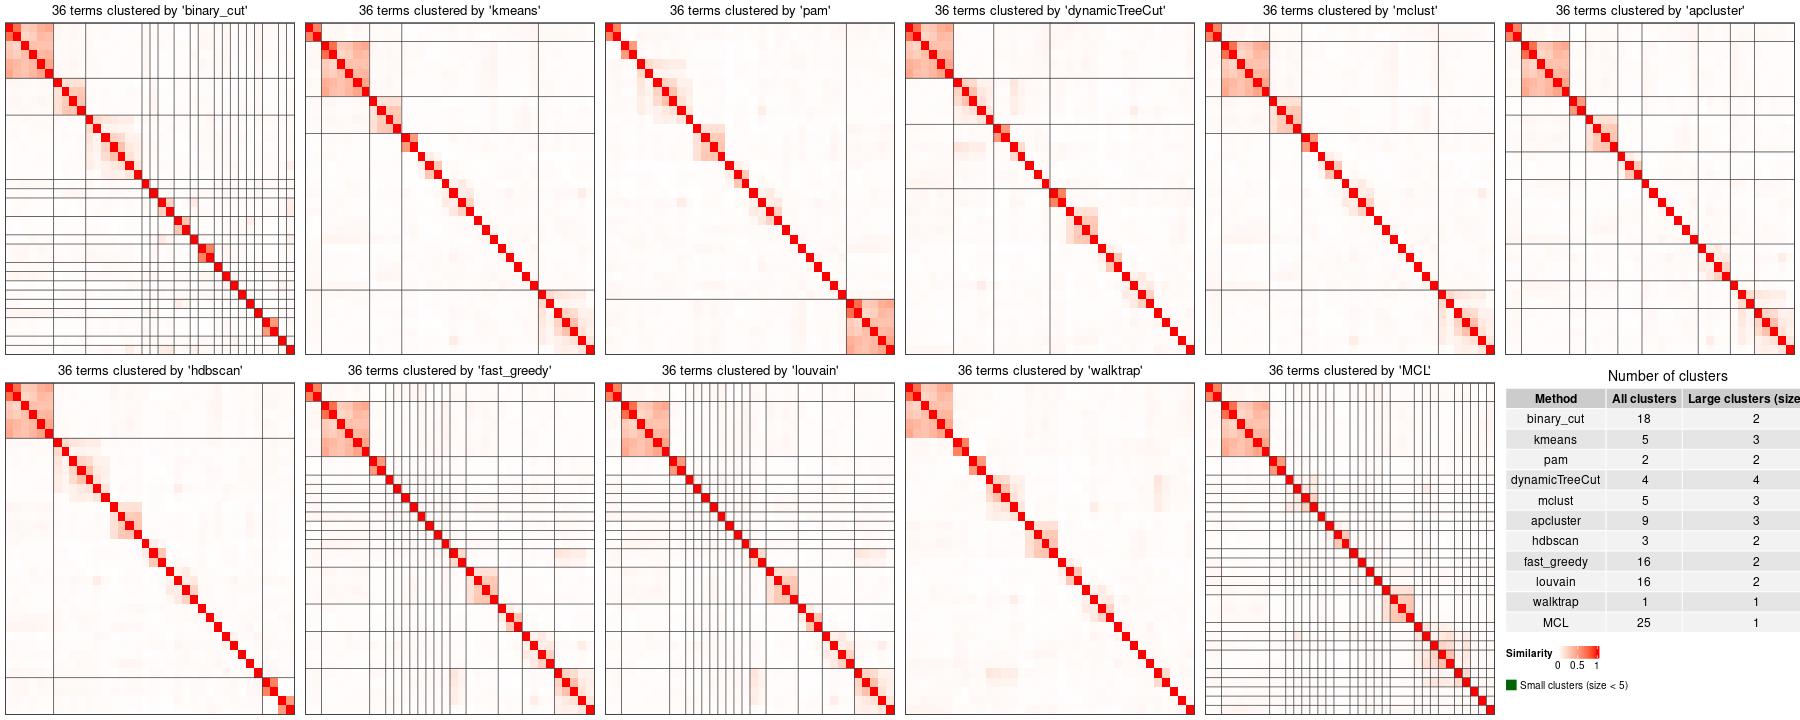 36 terms clustered by 'binary_cut'
36 terms clustered by 'kmeans'
36 terms clustered by 'pam'
36 terms clustered by 'dynamicTreeCut'
36 terms clustered by 'mclust'
36 terms clustered by 'apcluster'
36 terms clustered by 'hdbscan'
36 terms clustered by 'fast_greedy'
36 terms clustered by 'louvain'
36 terms clustered by 'walktrap'
36 terms clustered by 'MCL'
Number of clusters
Method All clusters Large clusters (size
binary_cut 18 2
kmeans 5 3
pam 2 2
dynamicTreeCut 4 4
mclust 5 3
apcluster 9 3
hdbscan 3 2
fast_greedy 16 2
louvain 16 2
walktrap 1 1
MCL 25 1
Similarity
0 0.5 1
Small clusters (size < 5)